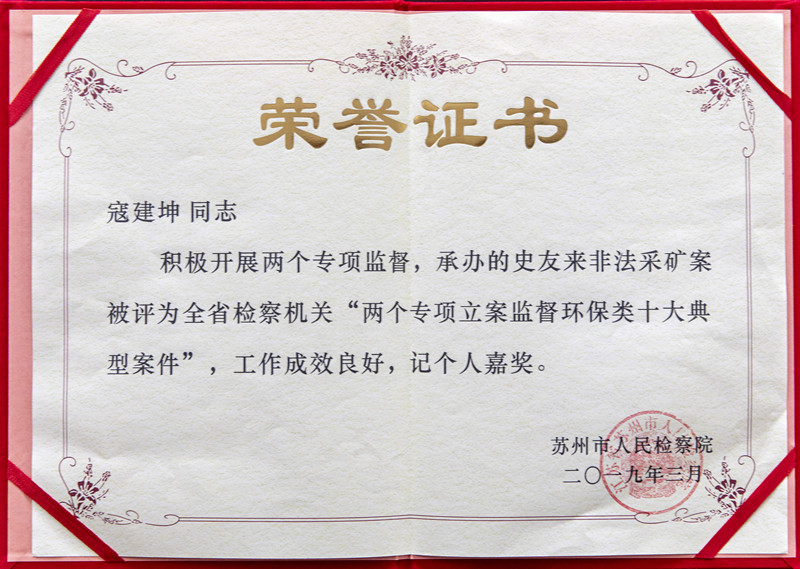 荣誉证书
寇建坤 同志
积极开展两个专项监督，承办的史友来非法采矿案
被评为全省检察机关“两个专项立案监督环保类十大典
型案件”，工作成效良好，记个人嘉奖。
苏州市人民检察院
二〇一九年三月